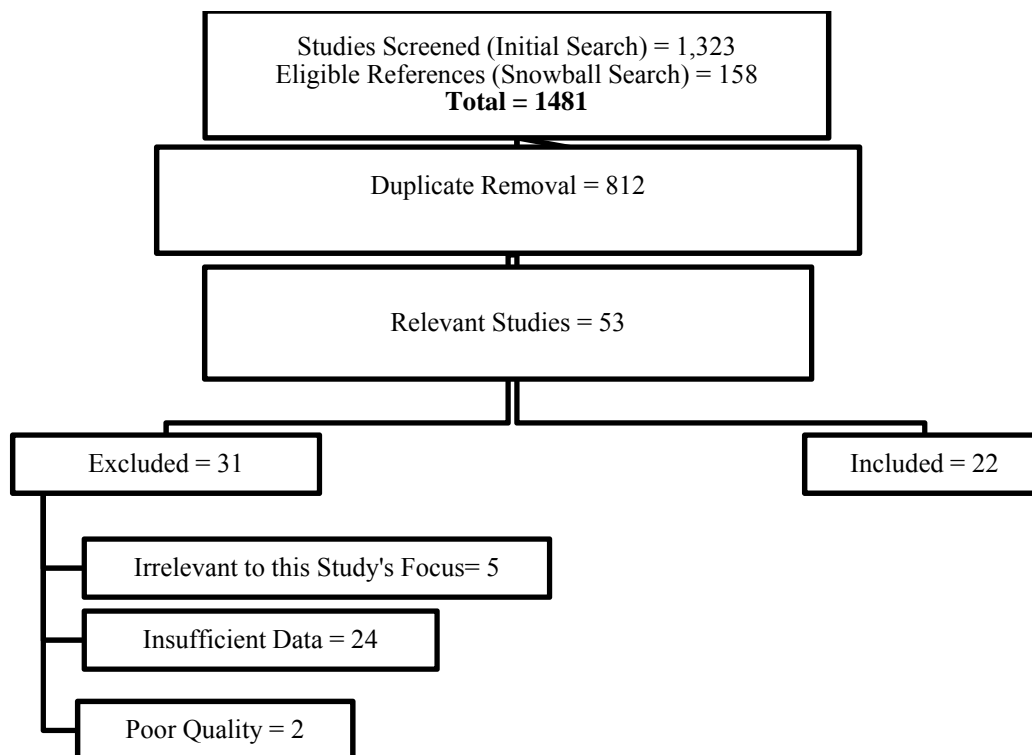 Studies Screened (Initial Search) = 1,323
Eligible References (Snowball Search) = 158
Total = 1481
Duplicate Removal = 812
Relevant Studies = 53
Excluded = 31
Included = 22
Irrelevant to this Study's Focus= 5
Insufficient Data = 24
Poor Quality = 2